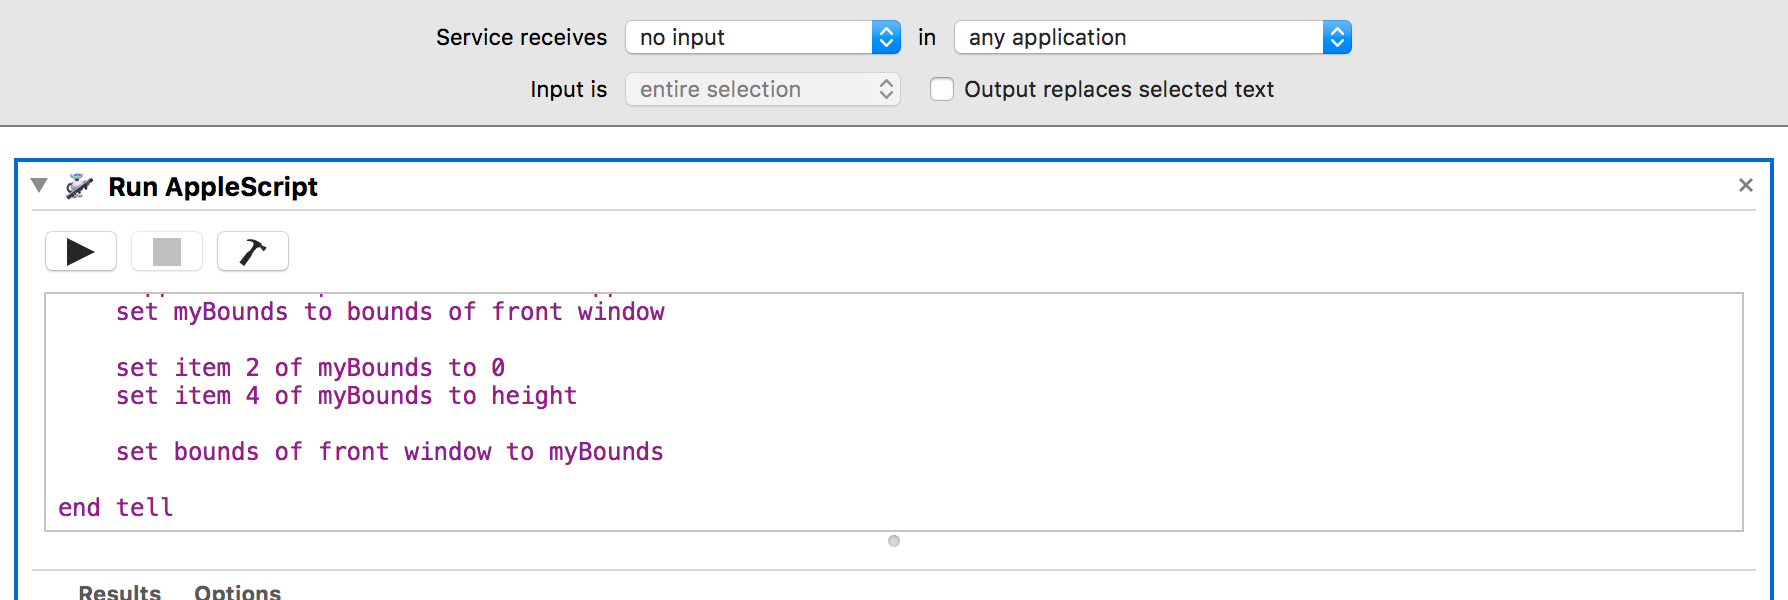 Service receives no input in any application
Input is entire selection Output replaces selected text
Run AppleScript
set myBounds to bounds of front window
set item 2 of myBounds to 0
set item 4 of myBounds to height
set bounds of front window to myBounds
end tell
Results Options